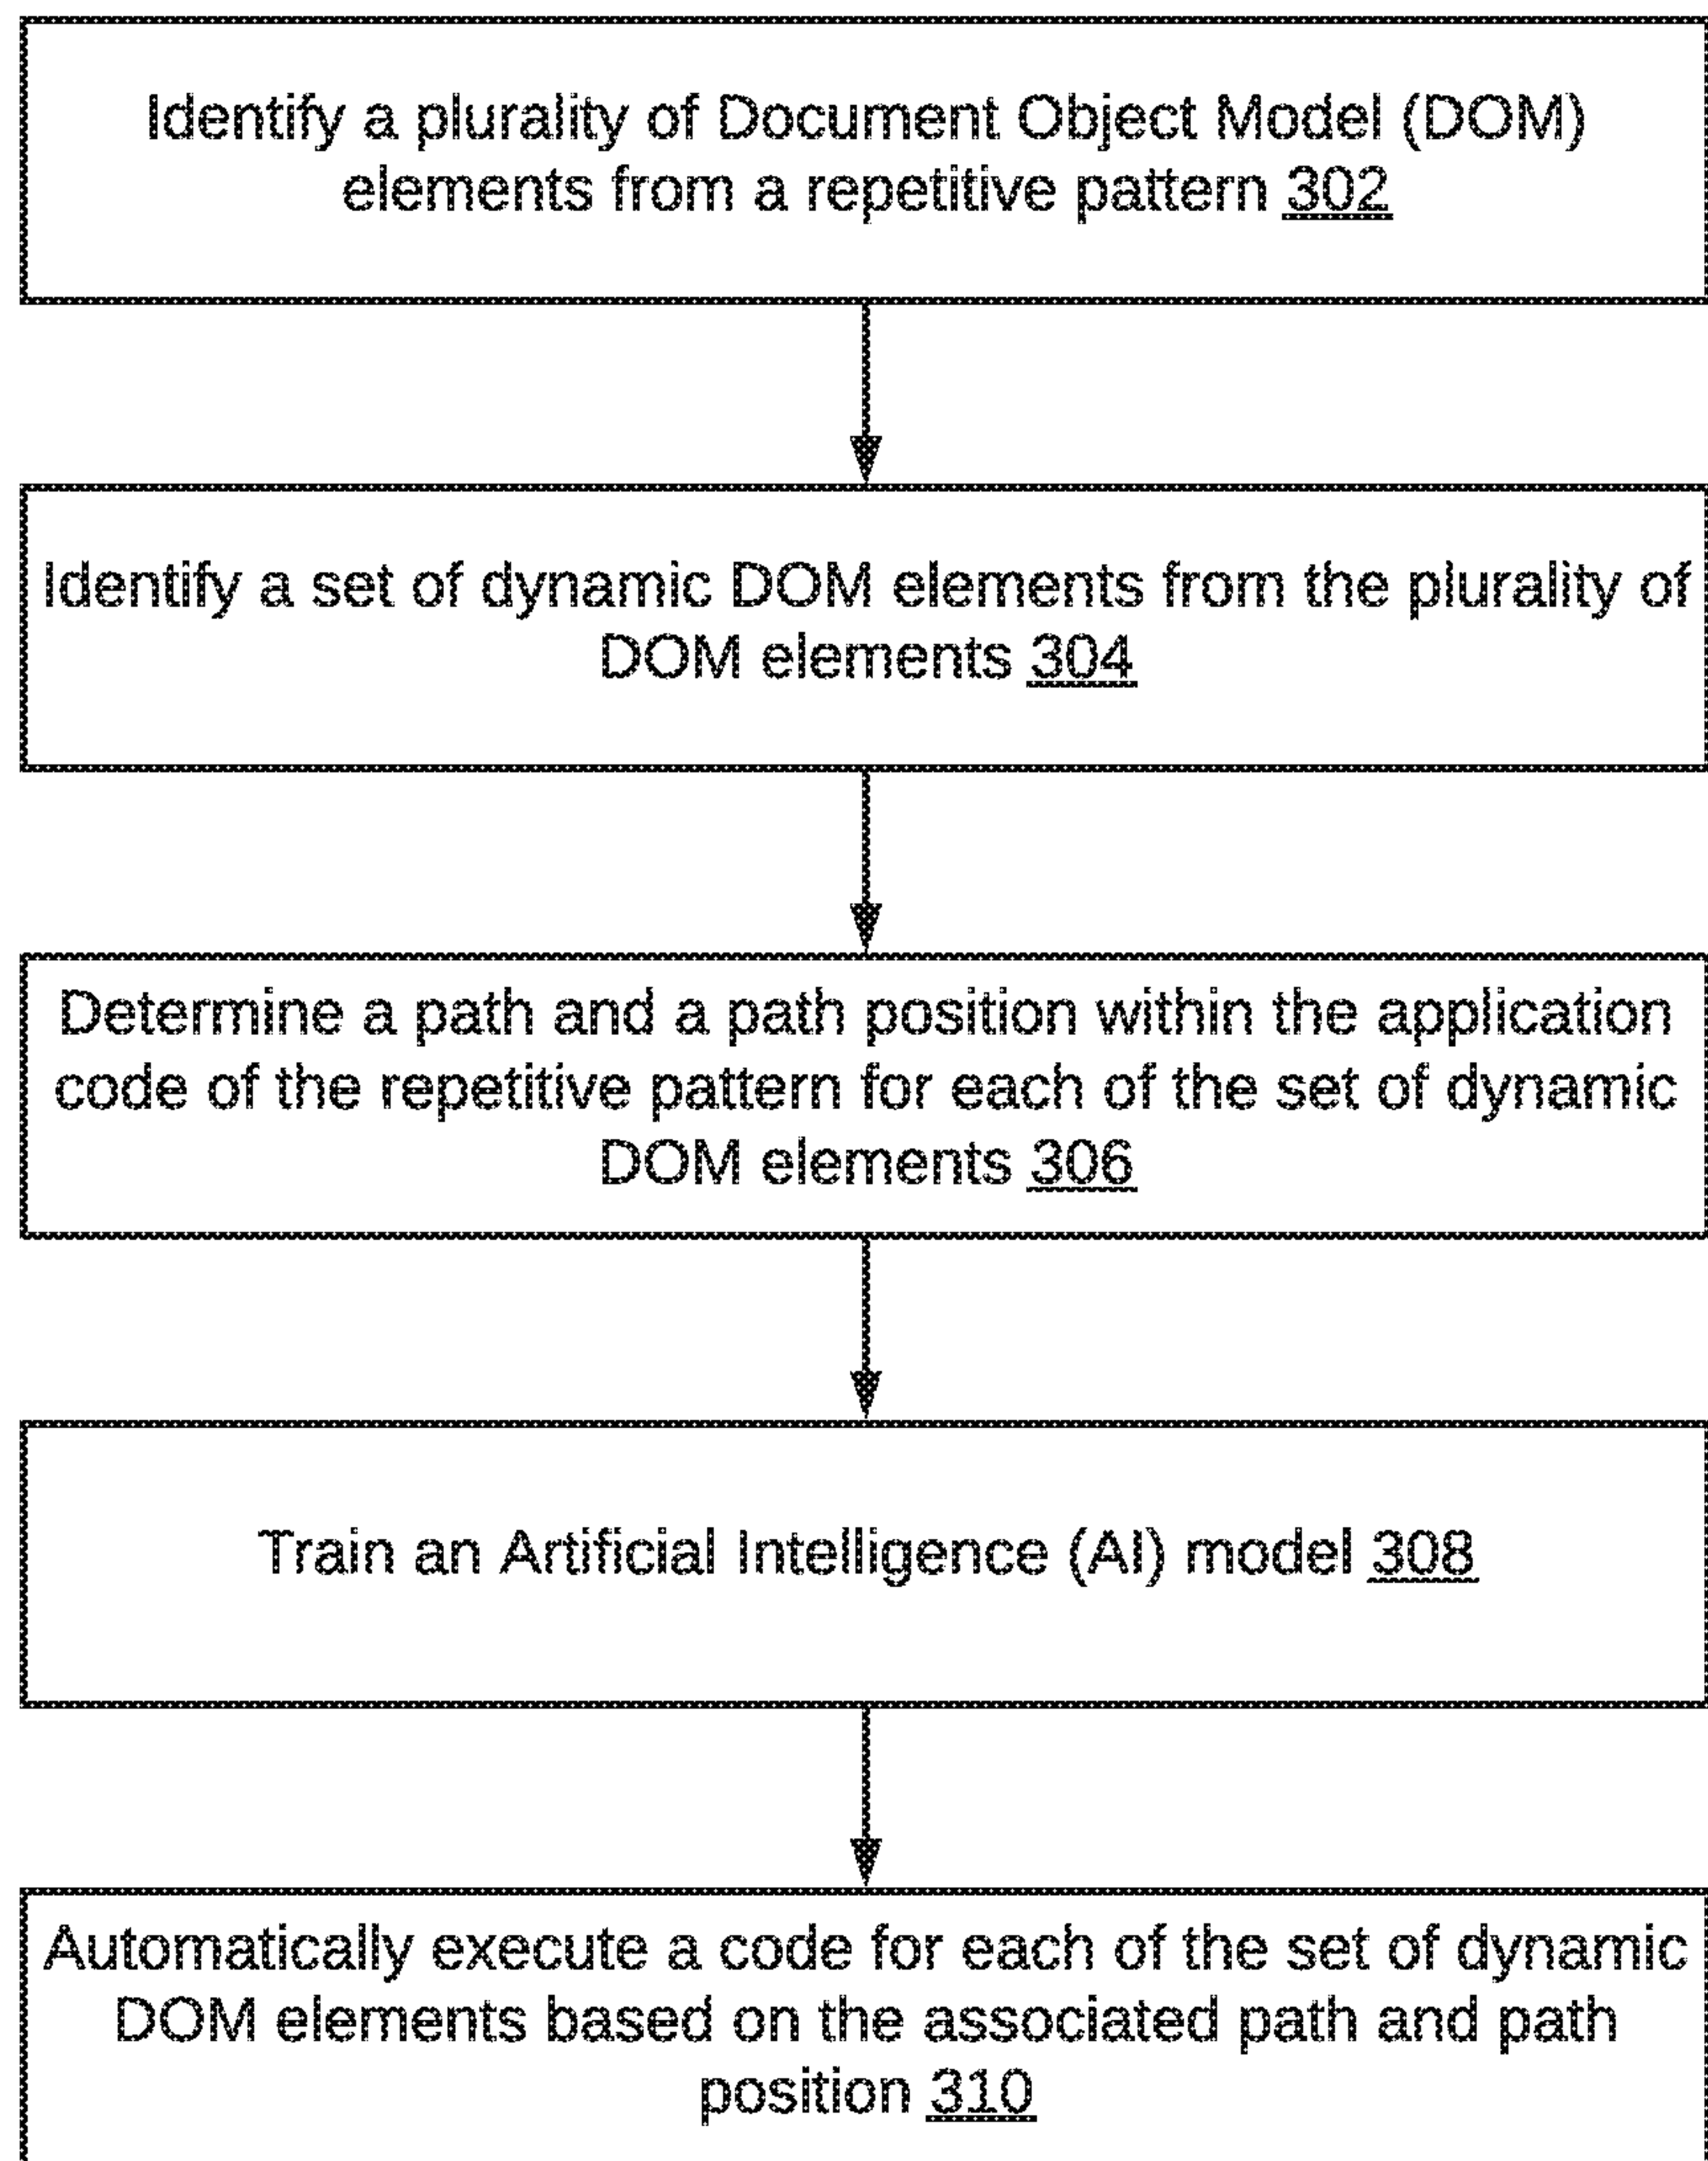 Identify a plurality of Document Object Model (DOM)
elements from a repetitive pattern 302
Identify a set of dynamic DOM elements from the plurality of
DOM elements 304
Determine a path and a path position within the application
code of the repetitive pattern for each of the set of dynamic
DOM elements 306
Train an Artificial Intelligence (AI) model 308
Automatically execute a code for each of the set of dynamic
DOM elements based on the associated path and path
position 310